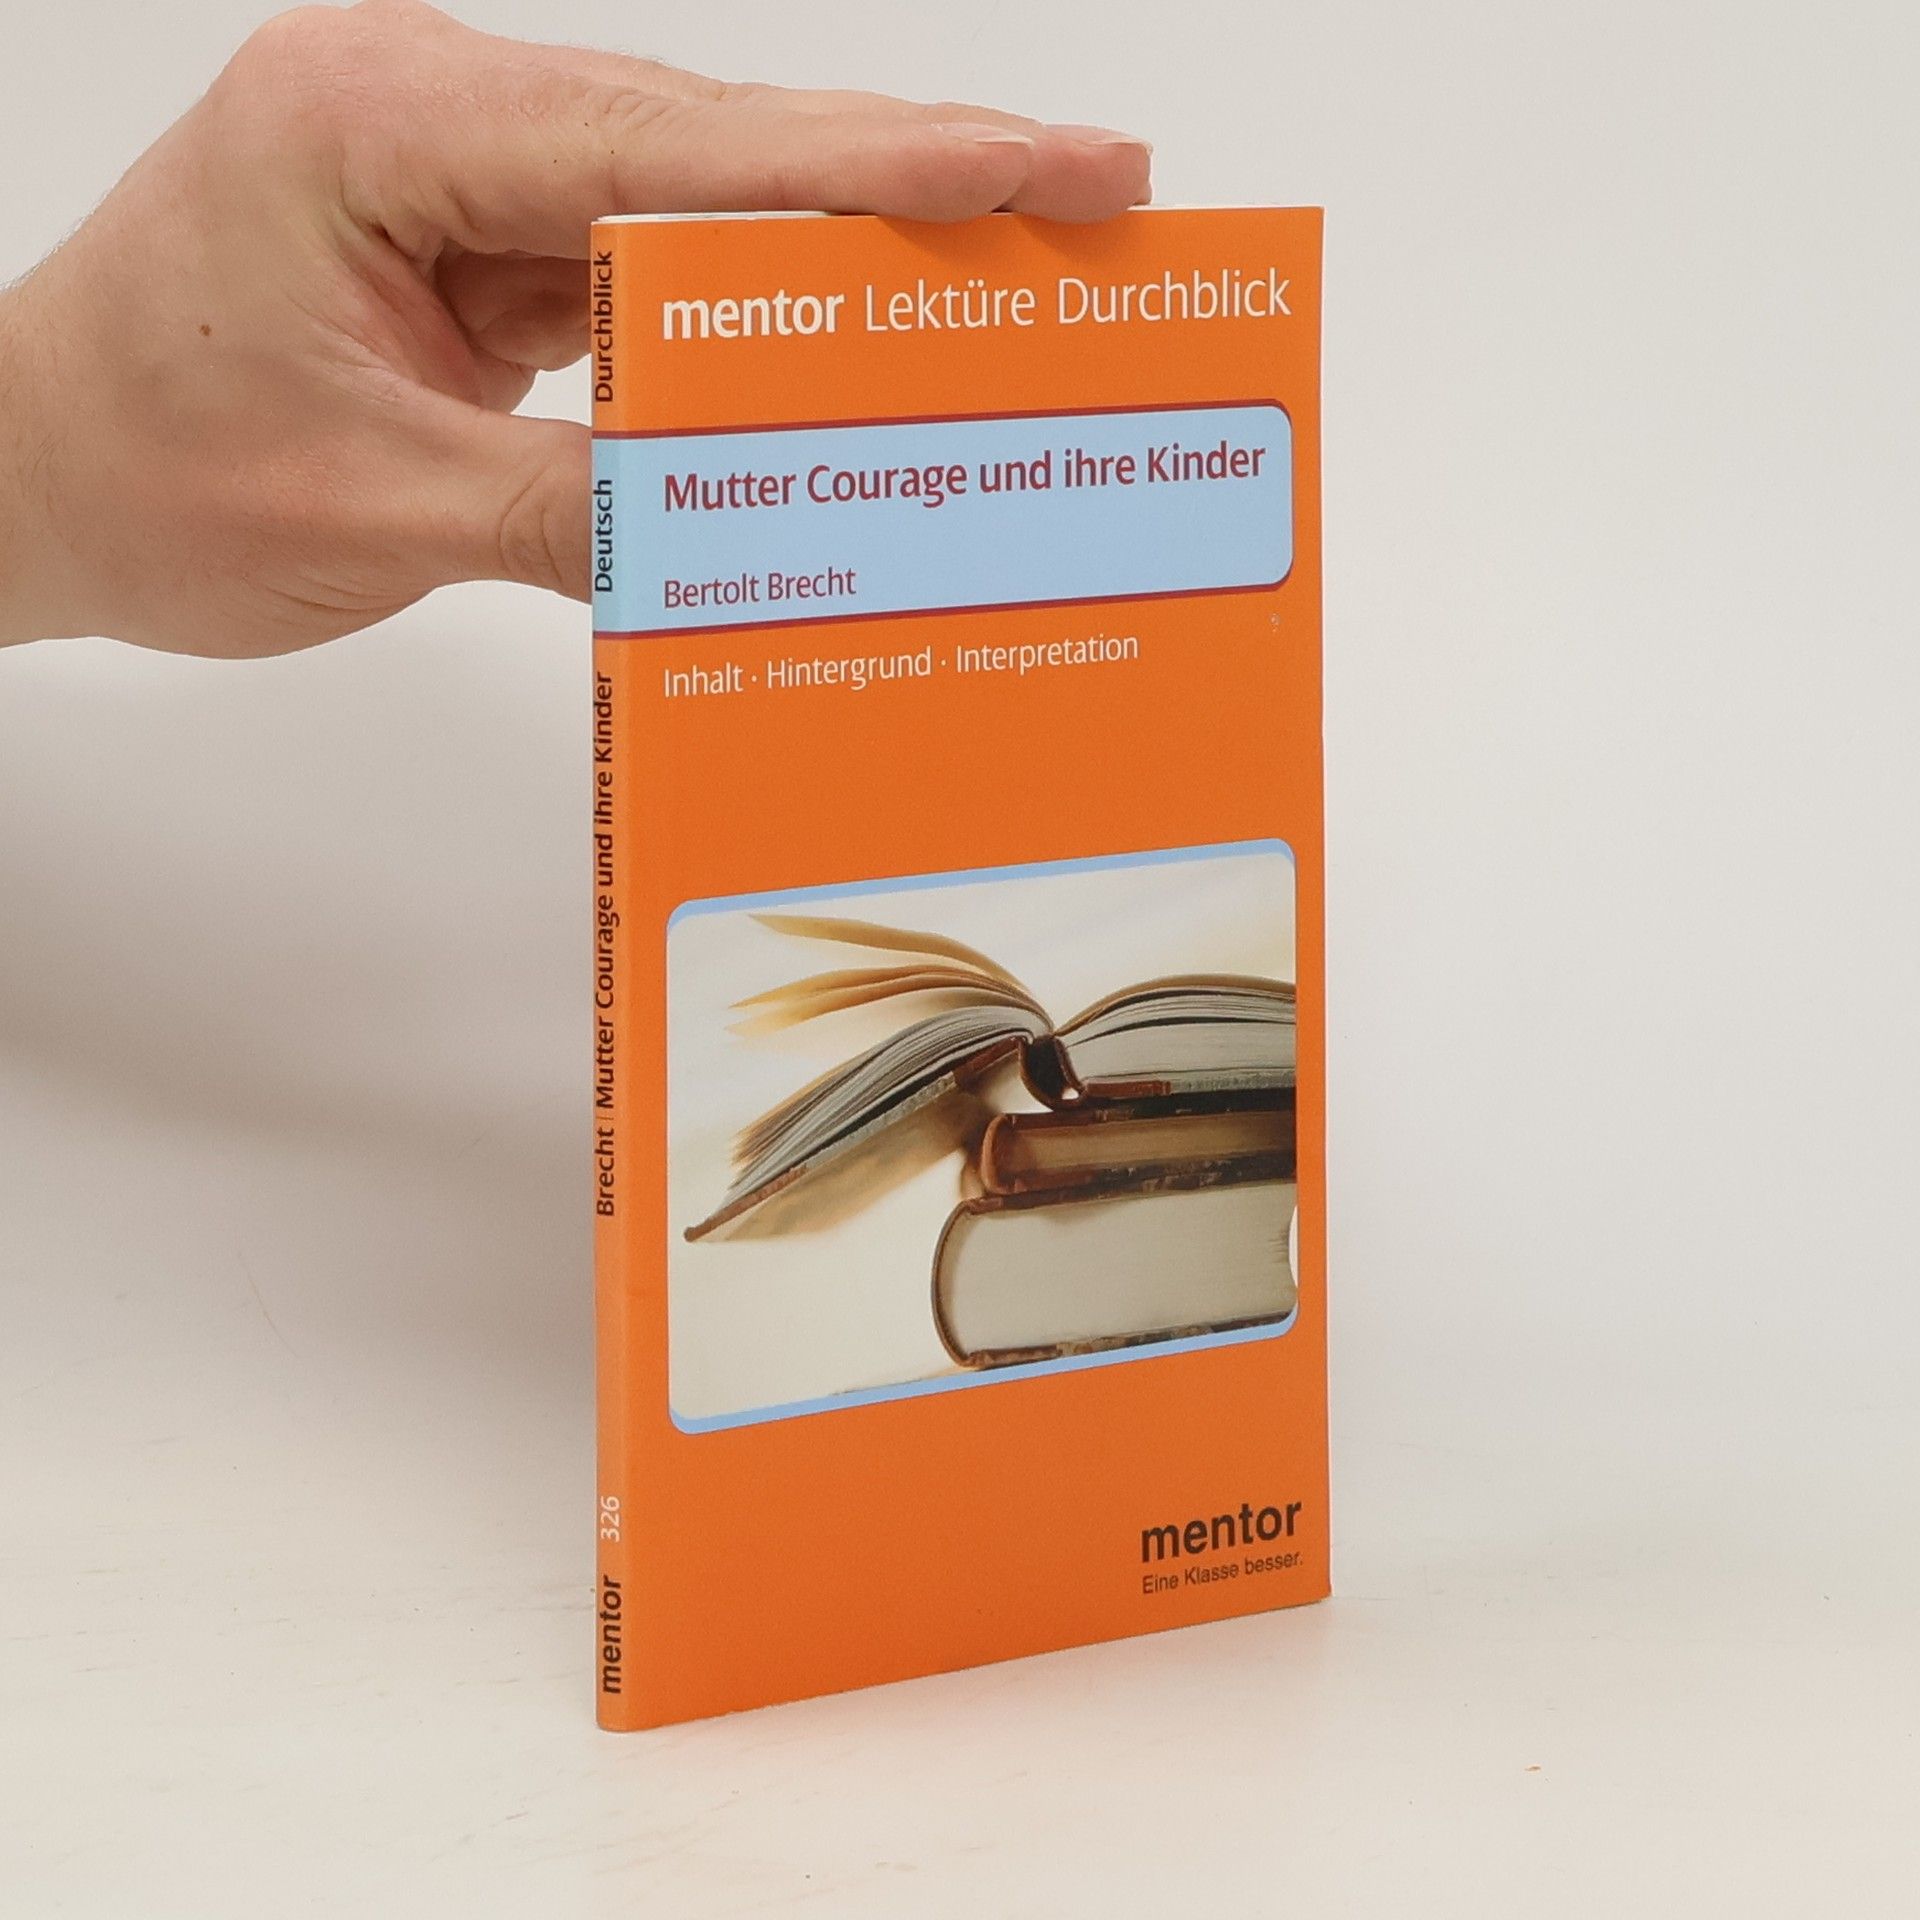 mentor Lektüre Durchblick
Mutter Courage und ihre Kinder
Bertolt Brecht
Inhalt · Hintergrund · Interpretation
mentor
Eine Klasse besser.
mentor 326 Brecht | Mutter Courage und ihre Kinder Deutsch Durchblick